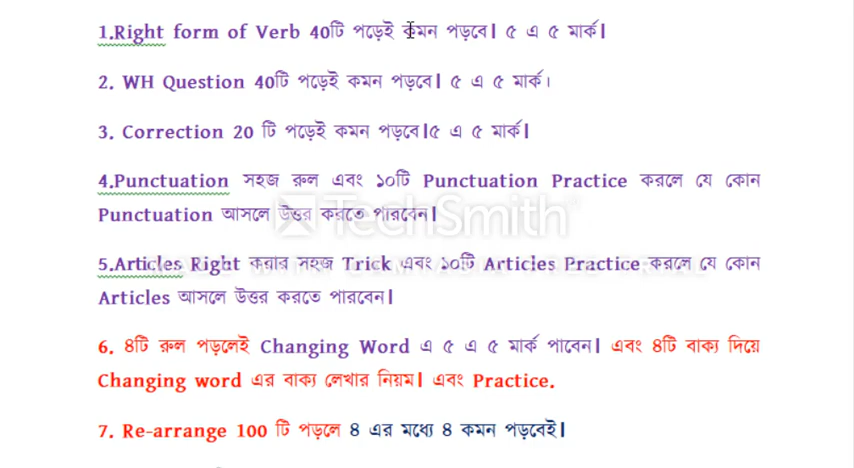 1.Right form of Verb 40টি পড়েই কমন পড়বে। ৫ এ ৫ মার্ক।
2. WH Question 40টি পড়েই কমন পড়বে। ৫ এ ৫ মার্ক।
3. Correction 20 টি পড়েই কমন পড়বে।৫ এ ৫ মার্ক।
4.Punctuation সহজ রুল এবং ১০টি Punctuation Practice করলে যে কোন
Punctuation আসলে উত্তর করতে পারবেন।
TechSmith
5.Articles Right করার সহজ Trick এবং ১০টি Articles Practice করলে যে কোন
Articles আসলে উত্তর করতে পারবেন।
6. ৪টি রুল পড়লেই Changing Word এ ৫ এ ৫ মার্ক পাবেন। এবং ৪টি বাক্য দিয়ে
Changing word এর বাক্য লেখার নিয়ম। এবং Practice.
7. Re-arrange 100 টি পড়লে ৪ এর মধ্যে ৪ কমন পড়বেই।